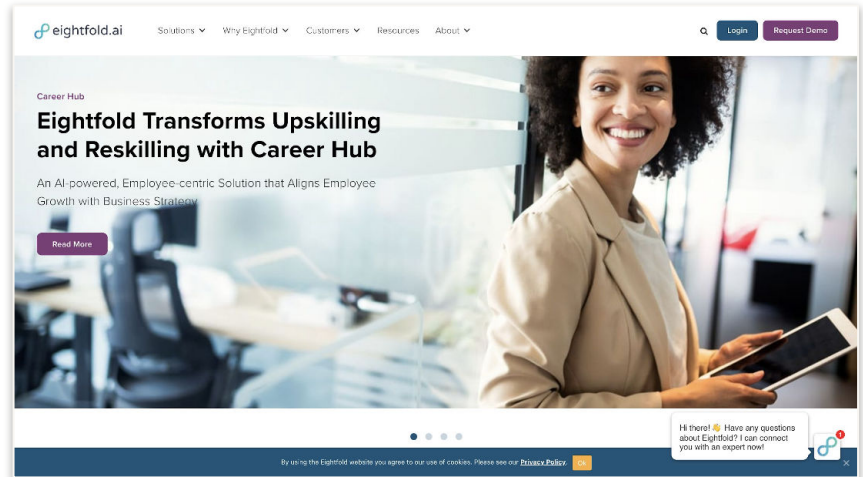 eightfold.ai
Solutions Why Eightfold Customers Resources About
Login Request Demo
Career Hub
Eightfold Transforms Upskilling
and Reskilling with Career Hub
An AI-powered, Employee-centric Solution that Aligns Employee
Growth with Business Strategy
Read More
Hi there! 👋 Have any questions
about Eightfold? I can connect
you with an expert now!
1
By using the Eightfold website you agree to our use of cookies. Please see our Privacy Policy. Ok